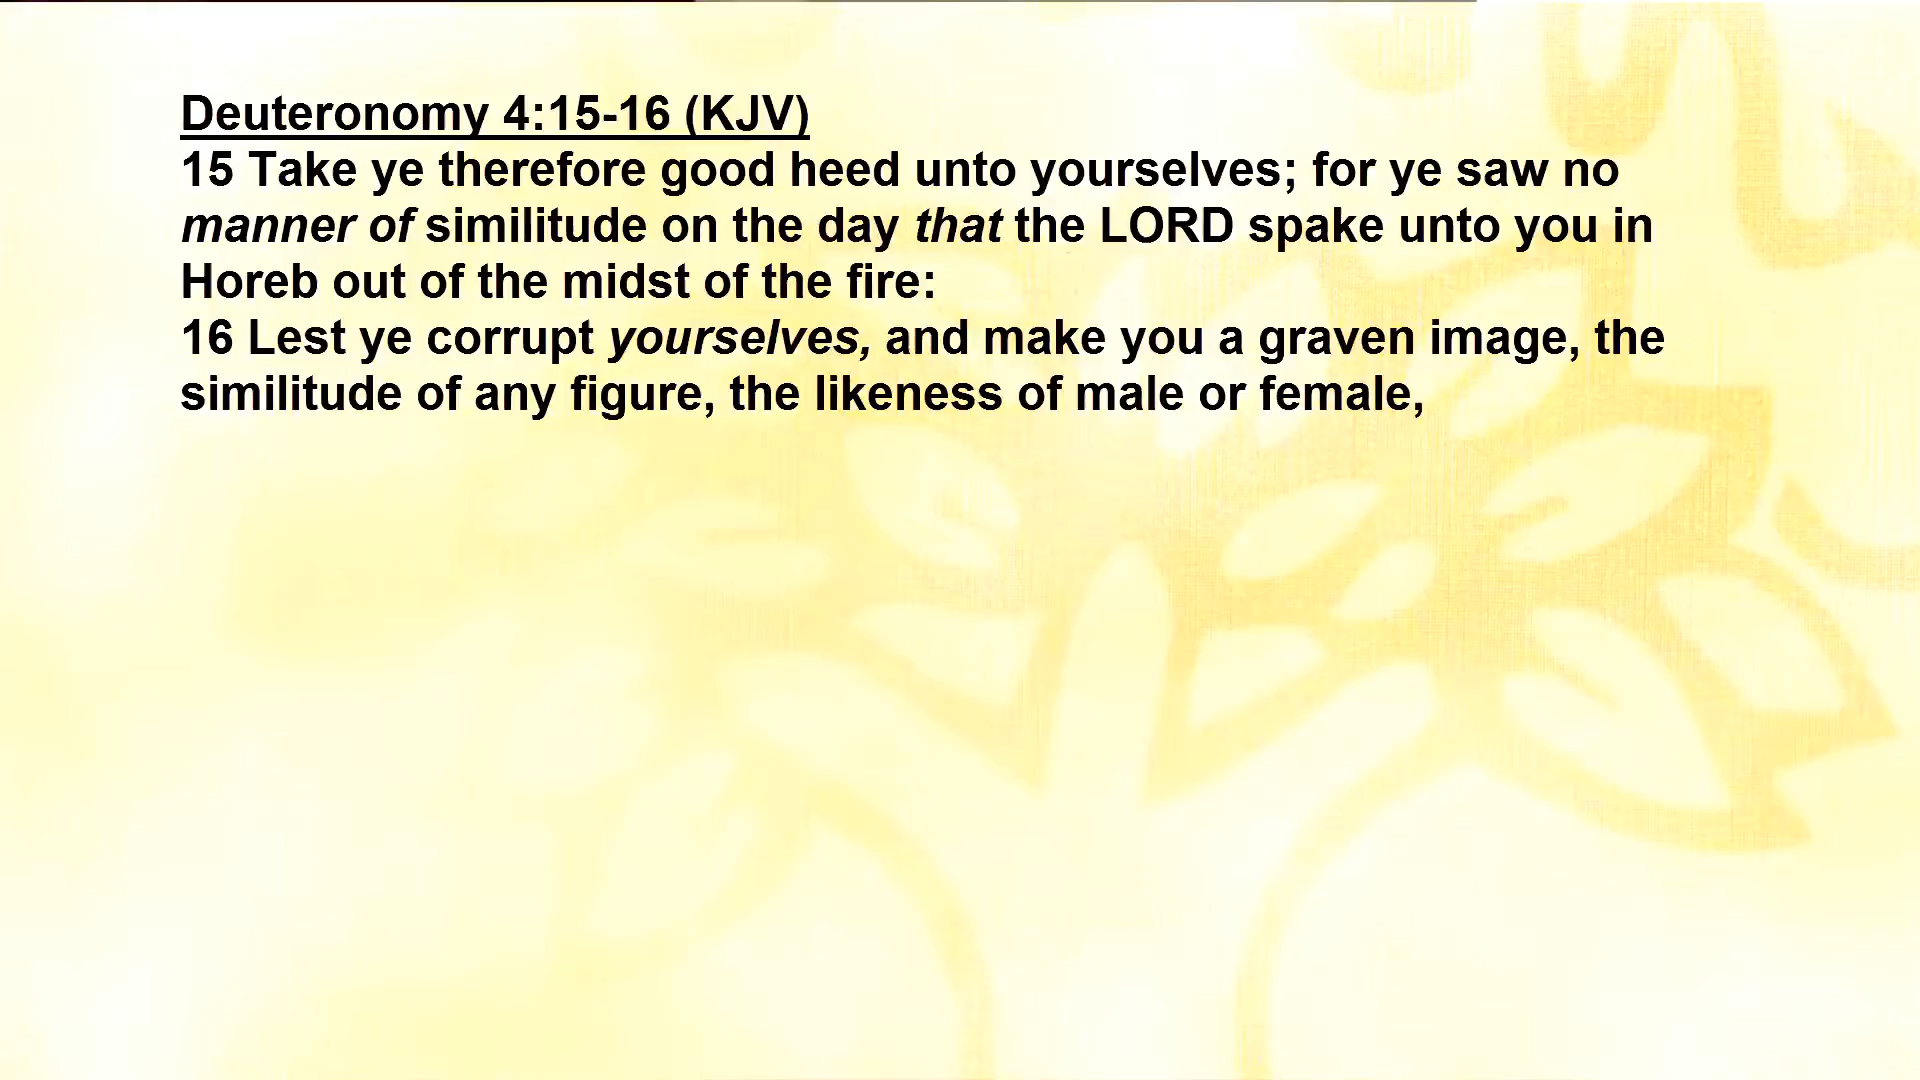 Deuteronomy 4:15-16 (KJV)
15 Take ye therefore good heed unto yourselves; for ye saw no
manner of similitude on the day that the LORD spake unto you in
Horeb out of the midst of the fire:
16 Lest ye corrupt yourselves, and make you a graven image, the
similitude of any figure, the likeness of male or female,